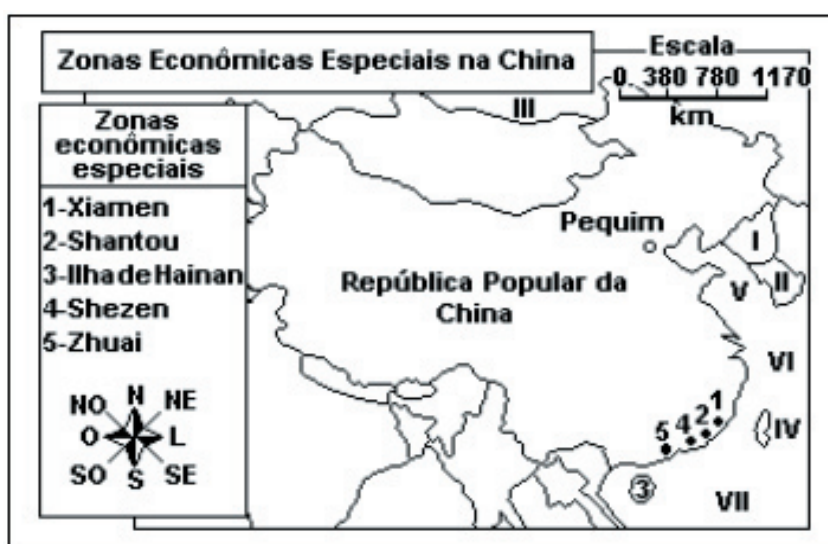 Zonas Econômicas Especiais na China
Escala
0 380 780 1170
km
Zonas
econômicas
especiais
1-Xiamen
2-Shantou
3-Ilha de Hainan
4-Shezen
5-Zhuai
N
NO NE
O L
SO SE
S
III
Pequim
I
II
V
República Popular da
China
VI
1
2
4
5
IV
3
VII